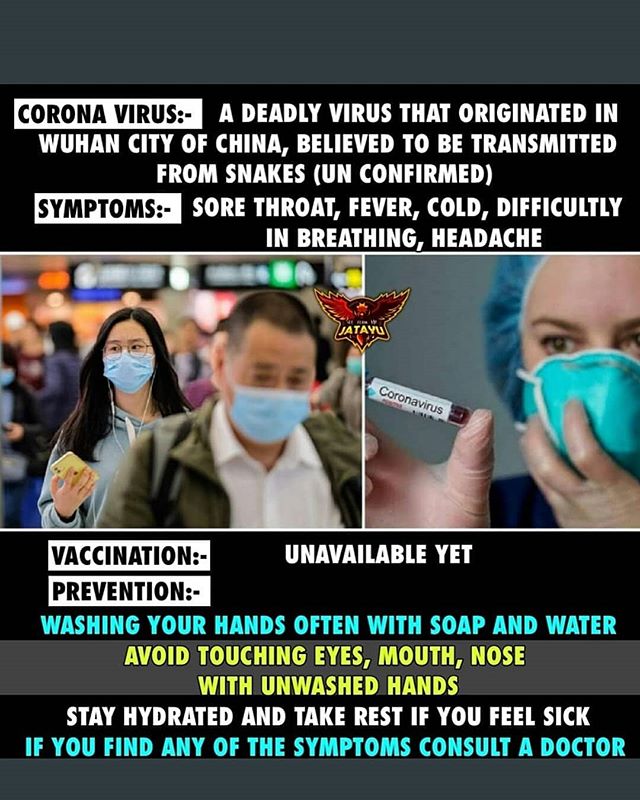 CORONA VIRUS:- A DEADLY VIRUS THAT ORIGINATED IN
WUHAN CITY OF CHINA, BELIEVED TO BE TRANSMITTED
FROM SNAKES (UN CONFIRMED)
SYMPTOMS:- SORE THROAT, FEVER, COLD, DIFFICULTLY
IN BREATHING, HEADACHE
JATAYU
Coronavirus
VACCINATION:- UNAVAILABLE YET
PREVENTION:-
WASHING YOUR HANDS OFTEN WITH SOAP AND WATER
AVOID TOUCHING EYES, MOUTH, NOSE
WITH UNWASHED HANDS
STAY HYDRATED AND TAKE REST IF YOU FEEL SICK
IF YOU FIND ANY OF THE SYMPTOMS CONSULT A DOCTOR